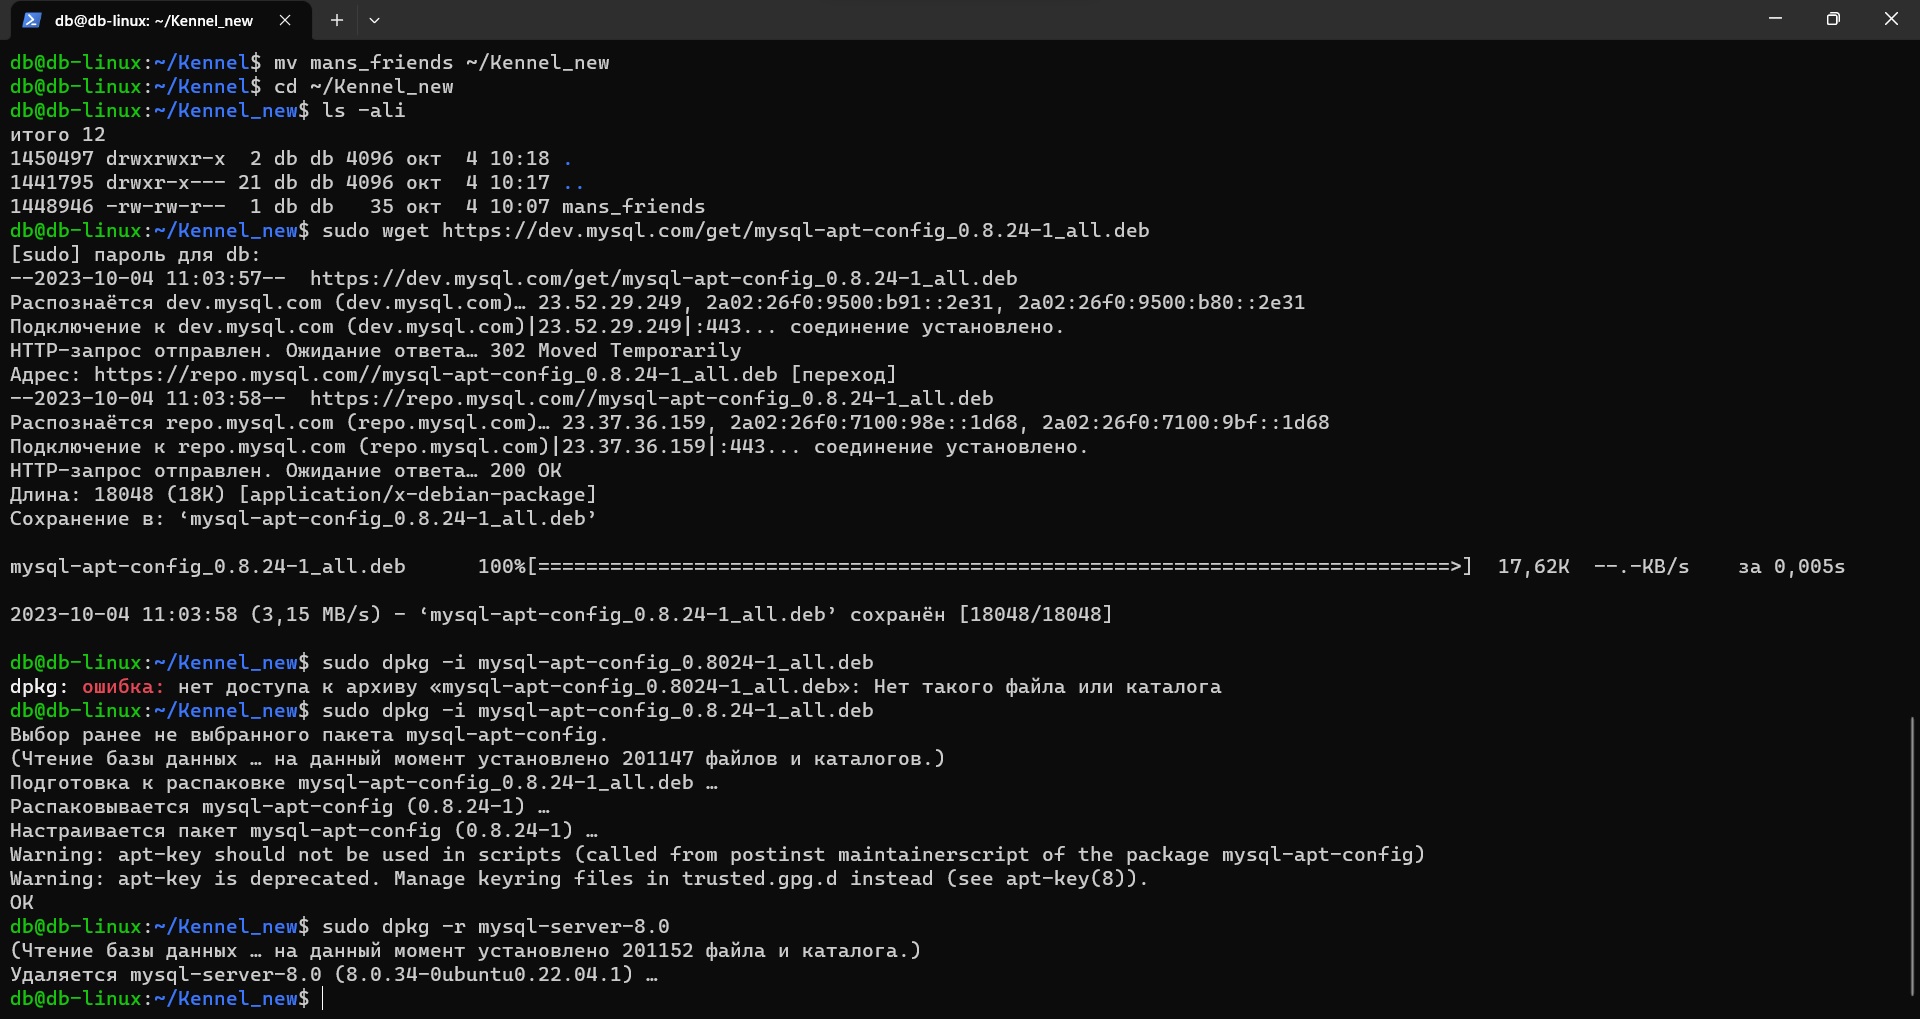 db@db-linux: ~/Kennel_new
db@db-linux:~/Kennel$ mv mans_friends ~/Kennel_new
db@db-linux:~/Kennel$ cd ~/Kennel_new
db@db-linux:~/Kennel_new$ ls -ali
итого 12
1450497 drwxrwxr-x  2 db db 4096 окт  4 10:18 .
1441795 drwxr-x--- 21 db db 4096 окт  4 10:17 ..
1448946 -rw-rw-r--  1 db db   35 окт  4 10:07 mans_friends
db@db-linux:~/Kennel_new$ sudo wget https://dev.mysql.com/get/mysql-apt-config_0.8.24-1_all.deb
[sudo] пароль для db:
--2023-10-04 11:03:57--  https://dev.mysql.com/get/mysql-apt-config_0.8.24-1_all.deb
Распознаётся dev.mysql.com (dev.mysql.com)… 23.52.29.249, 2a02:26f0:9500:b91::2e31, 2a02:26f0:9500:b80::2e31
Подключение к dev.mysql.com (dev.mysql.com)|23.52.29.249|:443... соединение установлено.
HTTP-запрос отправлен. Ожидание ответа… 302 Moved Temporarily
Адрес: https://repo.mysql.com//mysql-apt-config_0.8.24-1_all.deb [переход]
--2023-10-04 11:03:58--  https://repo.mysql.com//mysql-apt-config_0.8.24-1_all.deb
Распознаётся repo.mysql.com (repo.mysql.com)… 23.37.36.159, 2a02:26f0:7100:98e::1d68, 2a02:26f0:7100:9bf::1d68
Подключение к repo.mysql.com (repo.mysql.com)|23.37.36.159|:443... соединение установлено.
HTTP-запрос отправлен. Ожидание ответа… 200 OK
Длина: 18048 (18K) [application/x-debian-package]
Сохранение в: ‘mysql-apt-config_0.8.24-1_all.deb’
mysql-apt-config_0.8.24-1_all.deb      100%[============================================================================>]  17,62K  --.-KB/s    за 0,005s
2023-10-04 11:03:58 (3,15 MB/s) - ‘mysql-apt-config_0.8.24-1_all.deb’ сохранён [18048/18048]
db@db-linux:~/Kennel_new$ sudo dpkg -i mysql-apt-config_0.8024-1_all.deb
dpkg: ошибка: нет доступа к архиву «mysql-apt-config_0.8024-1_all.deb»: Нет такого файла или каталога
db@db-linux:~/Kennel_new$ sudo dpkg -i mysql-apt-config_0.8.24-1_all.deb
Выбор ранее не выбранного пакета mysql-apt-config.
(Чтение базы данных … на данный момент установлено 201147 файлов и каталогов.)
Подготовка к распаковке mysql-apt-config_0.8.24-1_all.deb …
Распаковывается mysql-apt-config (0.8.24-1) …
Настраивается пакет mysql-apt-config (0.8.24-1) …
Warning: apt-key should not be used in scripts (called from postinst maintainerscript of the package mysql-apt-config)
Warning: apt-key is deprecated. Manage keyring files in trusted.gpg.d instead (see apt-key(8)).
OK
db@db-linux:~/Kennel_new$ sudo dpkg -r mysql-server-8.0
(Чтение базы данных … на данный момент установлено 201152 файла и каталога.)
Удаляется mysql-server-8.0 (8.0.34-0ubuntu0.22.04.1) …
db@db-linux:~/Kennel_new$